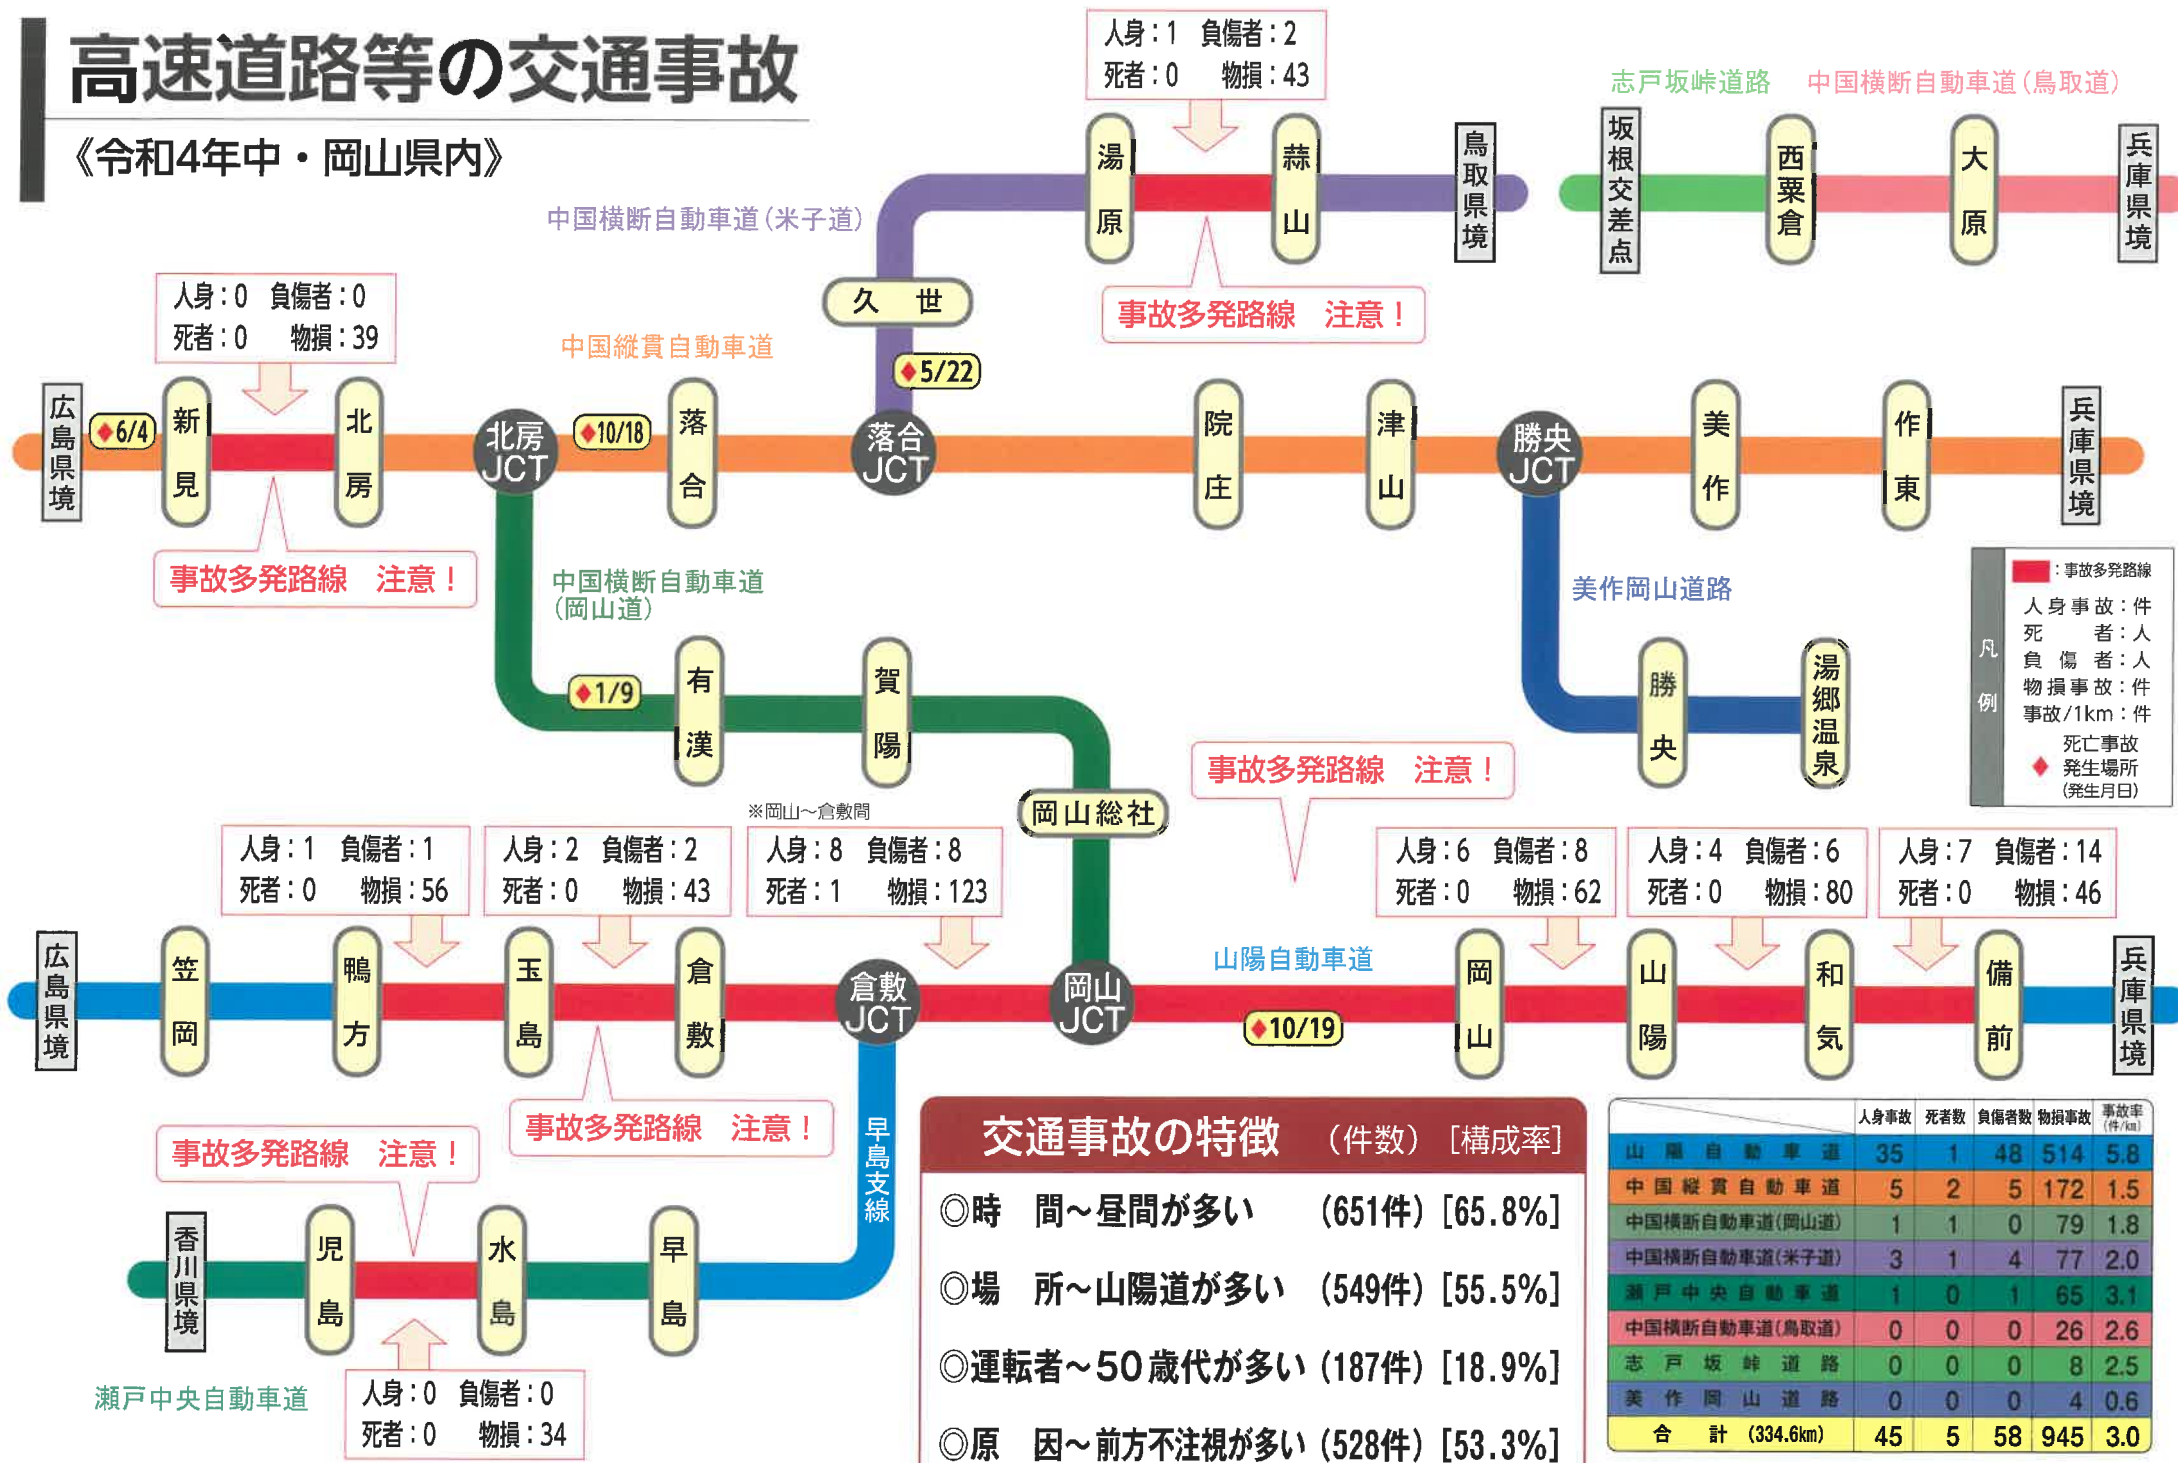 高速道路等の交通事故
《令和4年中・岡山県内》
人身：1 負傷者：2
死者：0 物損：43
志戸坂峠道路
中国横断自動車道(鳥取道)
湯原
蒜山
鳥取県境
坂根交差点
西粟倉
大原
兵庫県境
中国横断自動車道(米子道)
久世
事故多発路線 注意！
人身：0 負傷者：0
死者：0 物損：39
中国縦貫自動車道
♦5/22
広島県境
♦6/4
新見
北房
北房JCT
♦10/18
落合
落合JCT
院庄
津山
勝央JCT
美作
作東
兵庫県境
事故多発路線 注意！
中国横断自動車道
(岡山道)
美作岡山道路
凡例
：事故多発路線
人身事故：件
死者：人
負傷者：人
物損事故：件
事故/1km：件
♦ 死亡事故
発生場所
(発生月日)
♦1/9
有漢
賀陽
岡山総社
勝央
湯郷温泉
事故多発路線 注意！
人身：1 負傷者：1
死者：0 物損：56
人身：2 負傷者：2
死者：0 物損：43
※岡山～倉敷間
人身：8 負傷者：8
死者：1 物損：123
人身：6 負傷者：8
死者：0 物損：62
人身：4 負傷者：6
死者：0 物損：80
人身：7 負傷者：14
死者：0 物損：46
山陽自動車道
広島県境
笠岡
鴨方
玉島
倉敷
倉敷JCT
岡山JCT
♦10/19
岡山
山陽
和気
備前
兵庫県境
事故多発路線 注意！
事故多発路線 注意！
早島支線
香川県境
児島
水島
早島
瀬戸中央自動車道
人身：0 負傷者：0
死者：0 物損：34
交通事故の特徴 (件数) [構成率]
◎時 間～昼間が多い (651件) [65.8%]
◎場 所～山陽道が多い (549件) [55.5%]
◎運転者～50歳代が多い (187件) [18.9%]
◎原 因～前方不注視が多い (528件) [53.3%]
人身事故 死者数 負傷者数 物損事故 事故率(件/km)
山陽自動車道 35 1 48 514 5.8
中国縦貫自動車道 5 2 5 172 1.5
中国横断自動車道(岡山道) 1 1 0 79 1.8
中国横断自動車道(米子道) 3 1 4 77 2.0
瀬戸中央自動車道 1 0 1 65 3.1
中国横断自動車道(鳥取道) 0 0 0 26 2.6
志戸坂峠道路 0 0 0 8 2.5
美作岡山道路 0 0 0 4 0.6
合計 (334.6km) 45 5 58 945 3.0